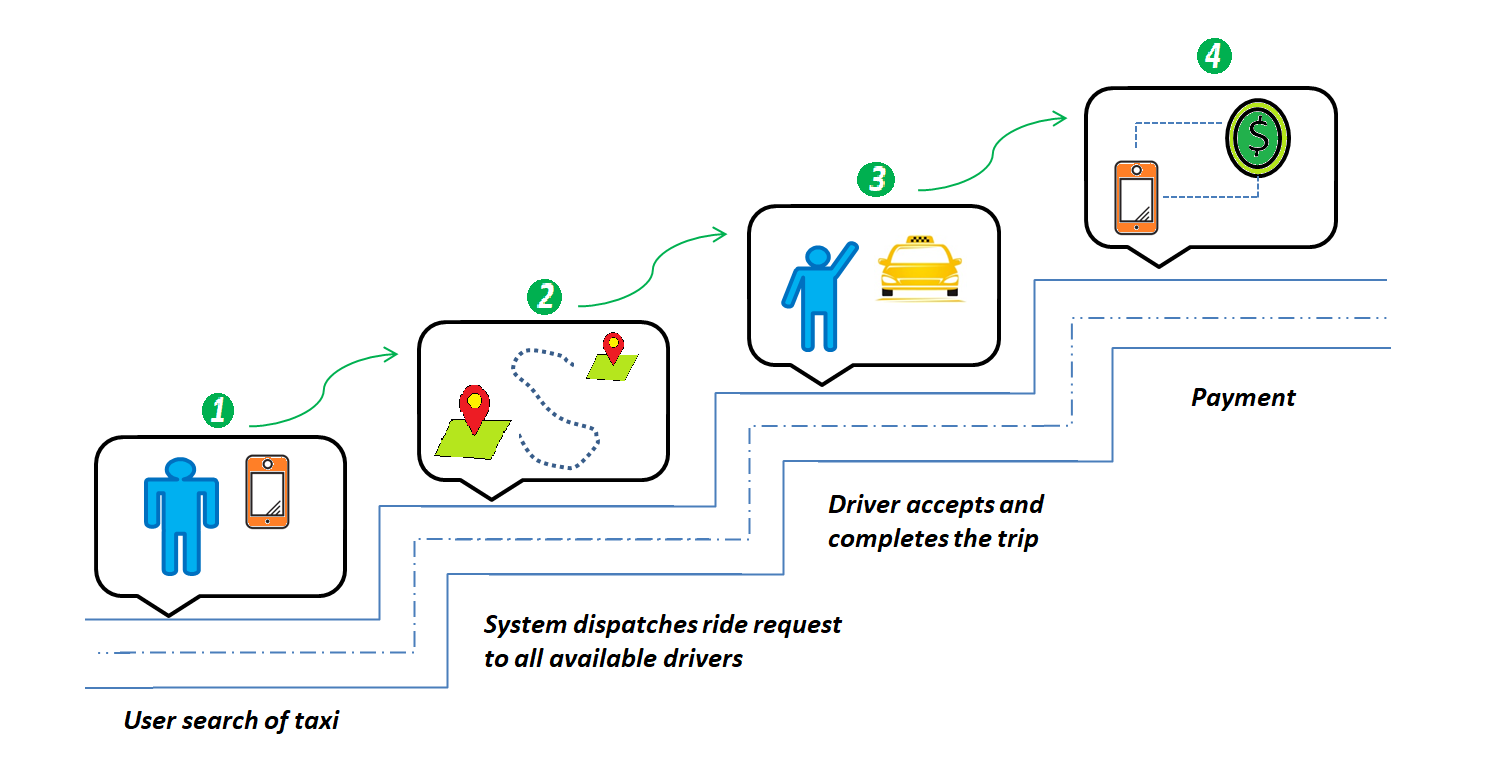 1
User search of taxi
2
System dispatches ride request
to all available drivers
3
Driver accepts and
completes the trip
4
$
Payment